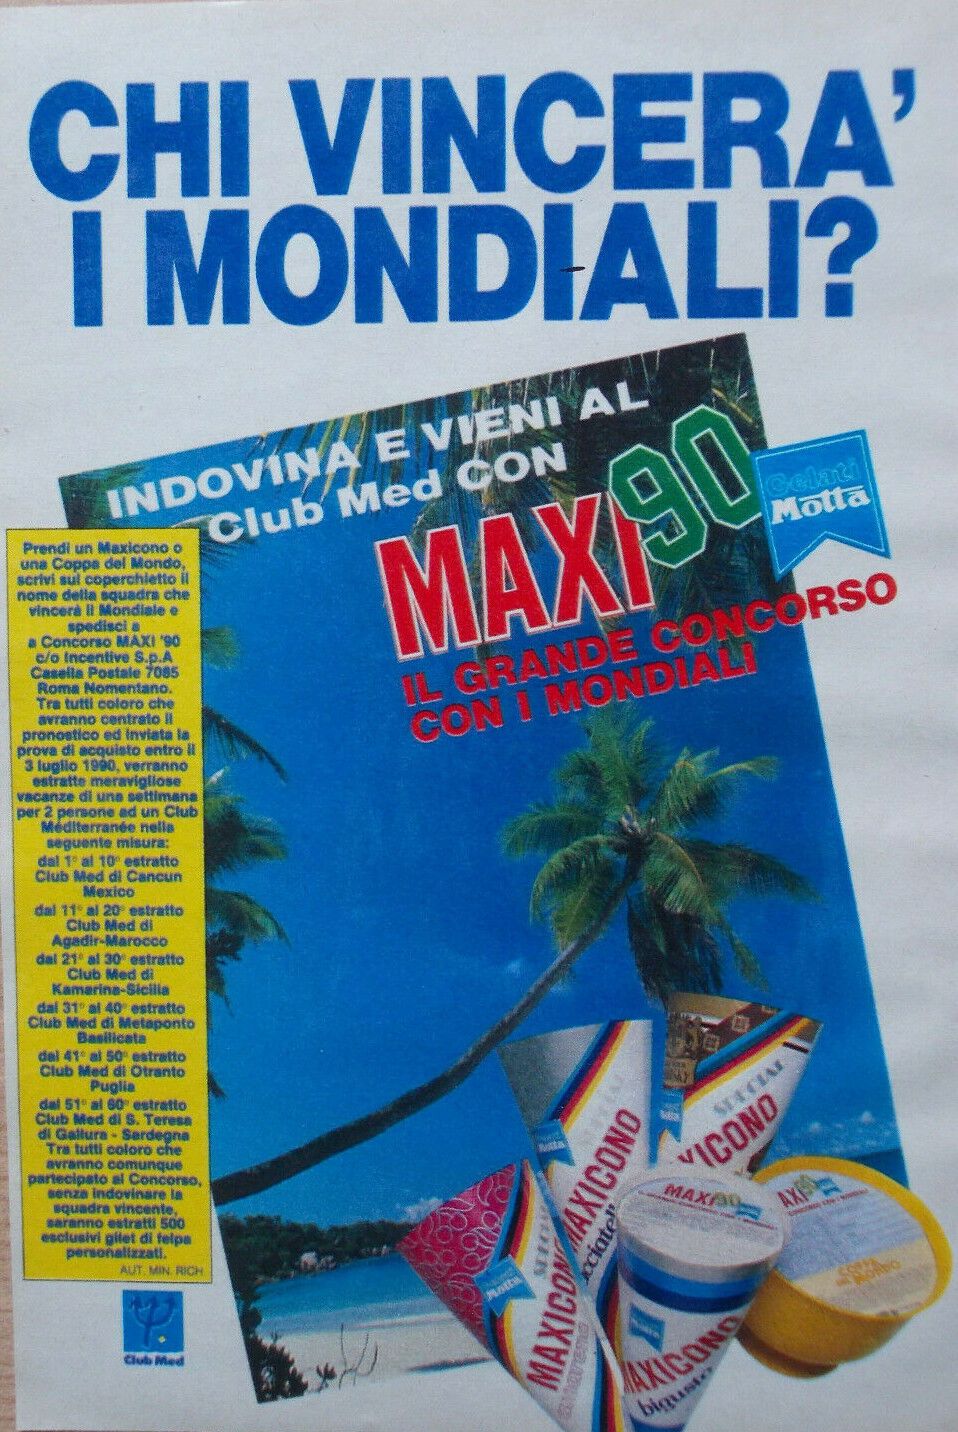 CHI VINCERA'
I MONDIALI?
INDOVINA E VIENI AL
Club Med CON
MAXI 90
Gelati
Motta
IL GRANDE CONCORSO
CON I MONDIALI
Prendi un Maxicono o
una Coppa del Mondo,
scrivi sul coperchietto il
nome della squadra che
vincerà il Mondiale e
spedisci a
a Concorso MAXI '90
c/o Incentive S.p.A
Casella Postale 7085
Roma Nomentano.
Tra tutti coloro che
avranno centrato il
pronostico ed inviata la
prova di acquisto entro il
3 luglio 1990, verranno
estratte meravigliose
vacanze di una settimana
per 2 persone ad un Club
Méditerranée nella
seguente misura:
dal 1° al 10° estratto
Club Med di Cancun
Mexico
dal 11° al 20° estratto
Club Med di
Agadir-Marocco
dal 21° al 30° estratto
Club Med di
Kamarina-Sicilia
dal 31° al 40° estratto
Club Med di Metaponto
Basilicata
dal 41° al 50° estratto
Club Med di Otranto
Puglia
dal 51° al 60° estratto
Club Med di S. Teresa
di Gallura - Sardegna
Tra tutti coloro che
avranno comunque
partecipato al Concorso,
senza indovinare la
squadra vincente,
saranno estratti 500
esclusivi gilet di felpa
personalizzati.
AUT. MIN. RICH
Club Med
SPECIAL
MAXICONO
Motta
MAXICONO
SPECIAL
Motta
XICONO
Motta
MAXICONO
amarena
MAXI90
Motta
MAXICONO
bigusto
AXI90
COPPA
DEL MONDO